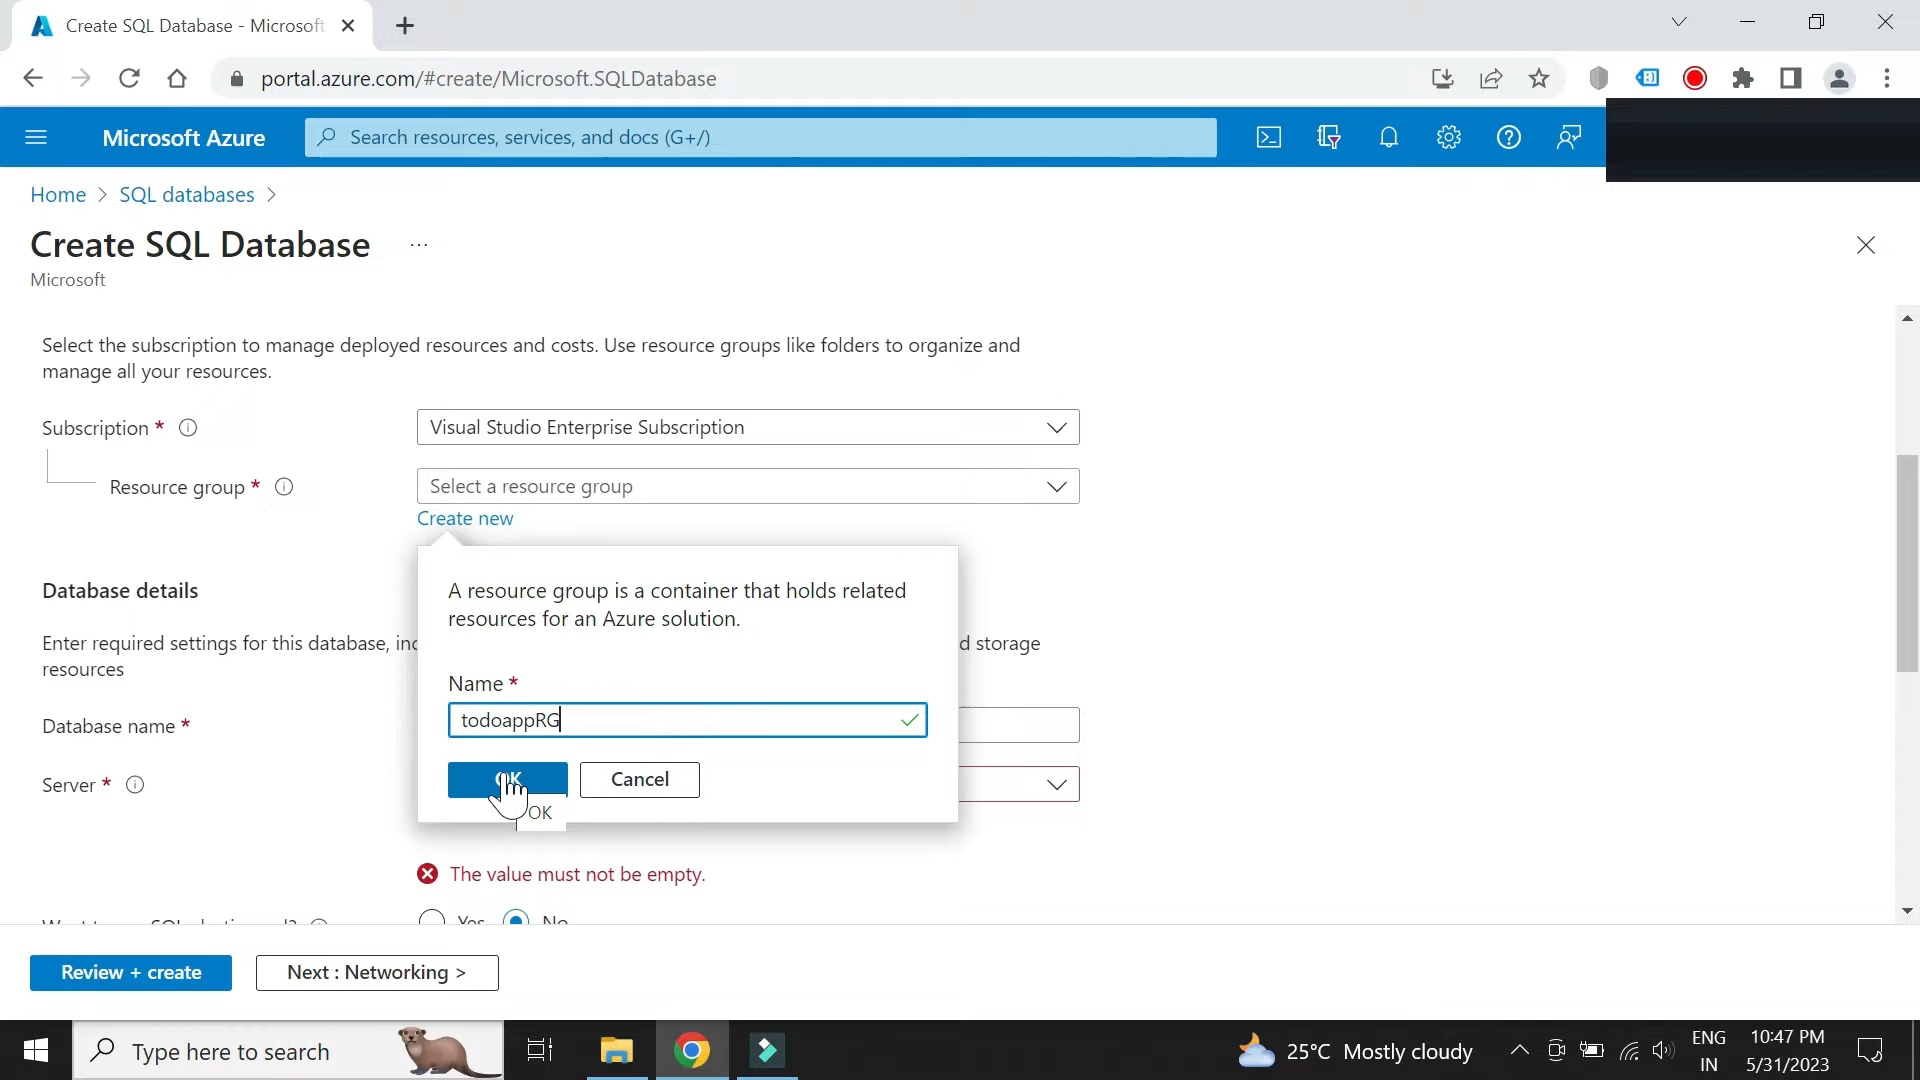 Create SQL Database - Microsoft
portal.azure.com/#create/Microsoft.SQLDatabase
Microsoft Azure
Search resources, services, and docs (G+/)
Home > SQL databases >
Create SQL Database ...
Microsoft
Select the subscription to manage deployed resources and costs. Use resource groups like folders to organize and
manage all your resources.
Subscription *
Visual Studio Enterprise Subscription
Resource group *
Select a resource group
Create new
A resource group is a container that holds related
resources for an Azure solution.
Database details
Enter required settings for this database, inc
d storage
resources
Name *
todoappRG
Database name *
OK
Cancel
Server *
OK
The value must not be empty.
Yes
No
Review + create
Next : Networking >
Type here to search
25°C Mostly cloudy
ENG
IN
10:47 PM
5/31/2023